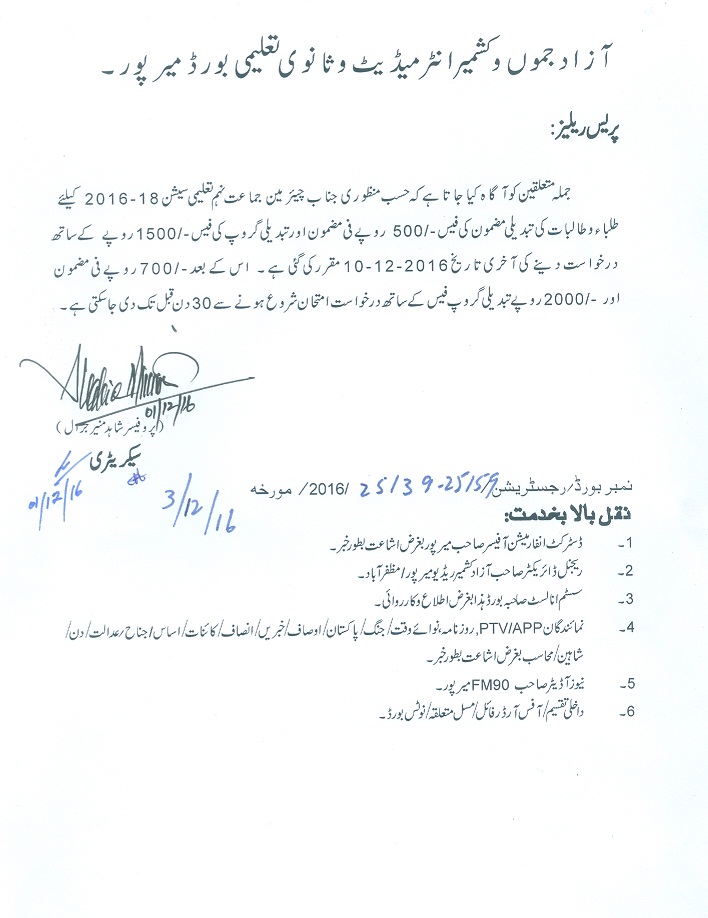 آزاد جموں و کشمیر انٹرمیڈیٹ و ثانوی تعلیمی بورڈ میرپور۔
پریس ریلیز:
جملہ متعلقین کو آگاہ کیا جاتا ہے کہ حسب منظوری جناب چیئرمین جماعت نہم تعلیمی سیشن 18-2016 کیلئے
طلباء و طالبات کی تبدیلی مضمون کی فیس -/500 روپے فی مضمون اور تبدیلی گروپ کی فیس -/1500 روپے کے ساتھ
درخواست دینے کی آخری تاریخ 10-12-2016 مقرر کی گئی ہے۔ اس کے بعد -/700 روپے فی مضمون
اور -/2000 روپے تبدیلی گروپ فیس کے ساتھ درخواست امتحان شروع ہونے سے 30 دن قبل تک دی جاسکتی ہے۔
01/12/16
(پروفیسر شاہد منیر جرال)
سیکریٹری
01/12/16
3/12/16
نمبر بورڈ/رجسٹریشن 25139-25159 /2016/ مورخہ
نقل بالا بخدمت:
1۔ ڈسٹرکٹ انفارمیشن آفیسر صاحب میرپور بغرض اشاعت بطور خبر۔
2۔ ریجنل ڈائریکٹر صاحب آزاد کشمیر ریڈیو میرپور/مظفرآباد۔
3۔ سسٹم انالسٹ صاحبہ بورڈ ہذا بغرض اطلاع و کارروائی۔
4۔ نمائندگان PTV/APP, روزنامہ، نوائے وقت/جنگ/پاکستان/اوصاف/خبریں/انصاف/کائنات/اساس/جناح/عدالت/دن/
شاہین/محاسب بغرض اشاعت بطور خبر۔
5۔ نیوز آڈیٹر صاحب FM90 میرپور۔
6۔ داخلی تقسیم/آفس آرڈر فائل/مسل متعلقہ/نوٹس بورڈ۔